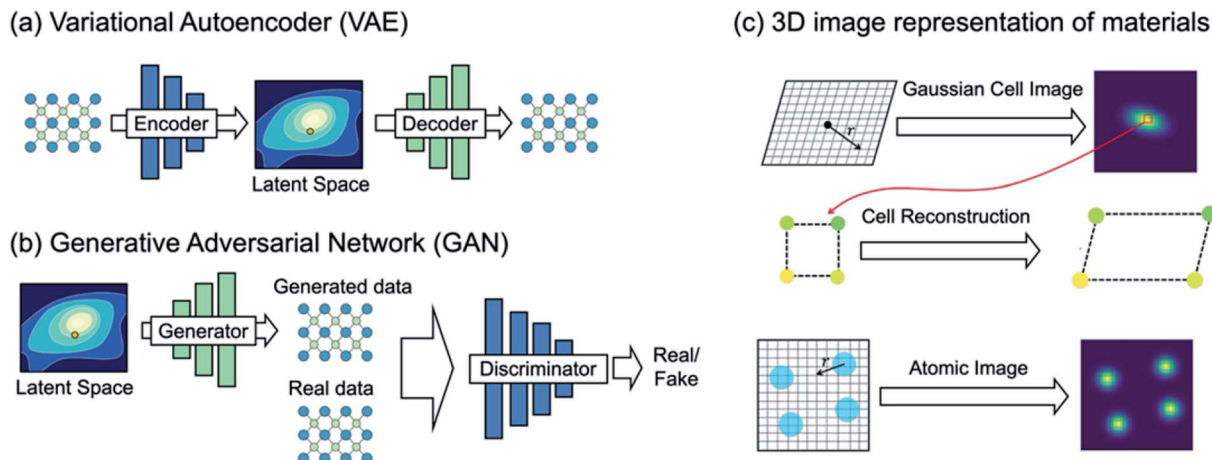 (a) Variational Autoencoder (VAE)
Encoder
Latent Space
Decoder
(b) Generative Adversarial Network (GAN)
Latent Space
Generator
Generated data
Real data
Discriminator
Real/
Fake
(c) 3D image representation of materials
r
Gaussian Cell Image
Cell Reconstruction
r
Atomic Image